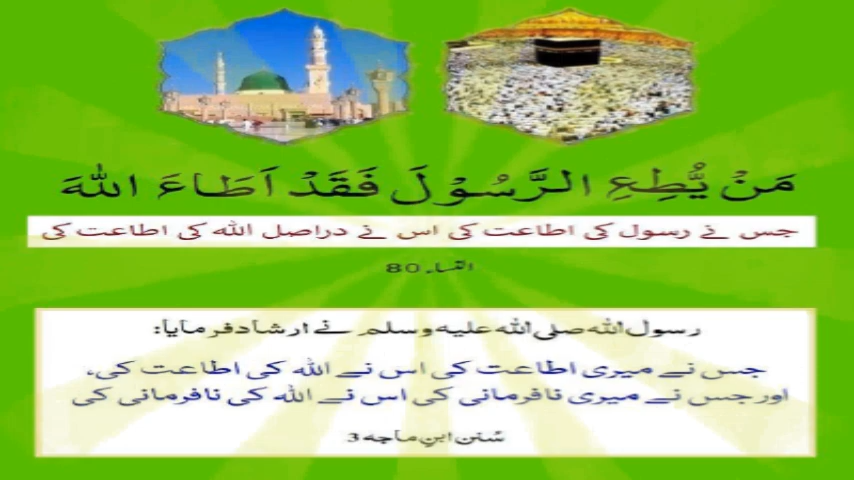 مَنْ یُّطِعِ الرَّسُوْلَ فَقَدْ اَطَاعَ اللّٰہَ
جس نے رسول کی اطاعت کی اس نے دراصل اللہ کی اطاعت کی
النساء 80
رسول اللہ صلی اللہ علیہ وسلم نے ارشاد فرمایا:
جس نے میری اطاعت کی اس نے اللہ کی اطاعت کی،
اور جس نے میری نافرمانی کی اس نے اللہ کی نافرمانی کی
سُنن ابنِ ماجہ 3